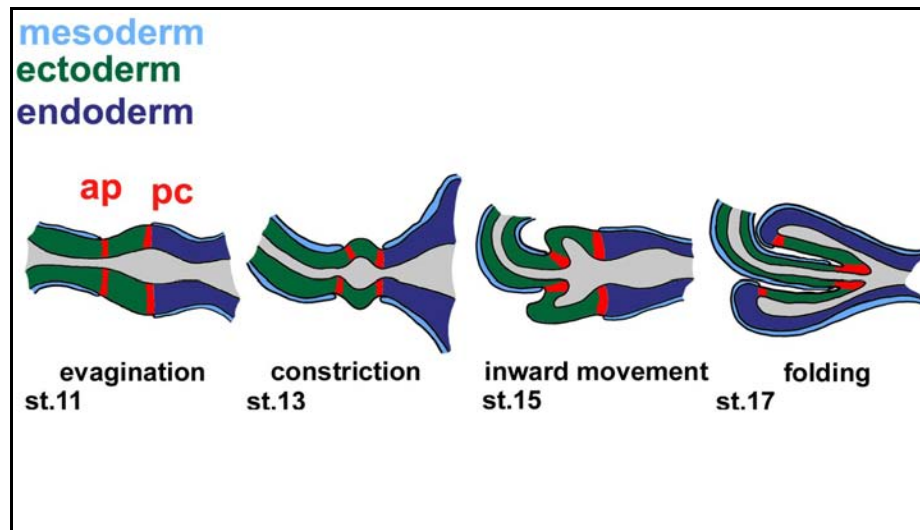 mesoderm
ectoderm
endoderm
ap pc
evagination constriction inward movement folding
st.11 st.13 st.15 st.17